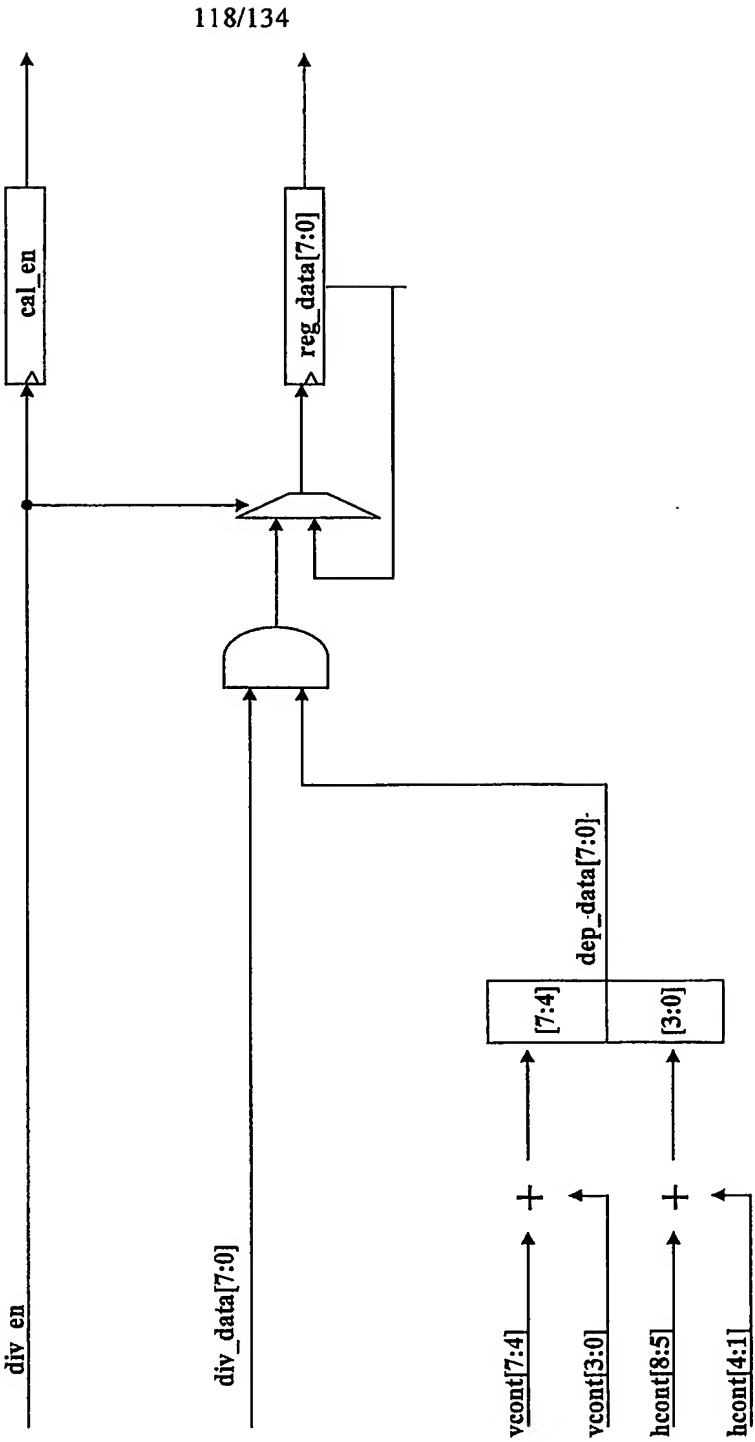 118/134
cal_en
reg_data[7:0]
dep_data[7:0]
[7:4]
[3:0]
div_en
div_data[7:0]
vcont[7:4]
vcont[3:0]
hcont[8:5]
hcont[4:1]
+
+